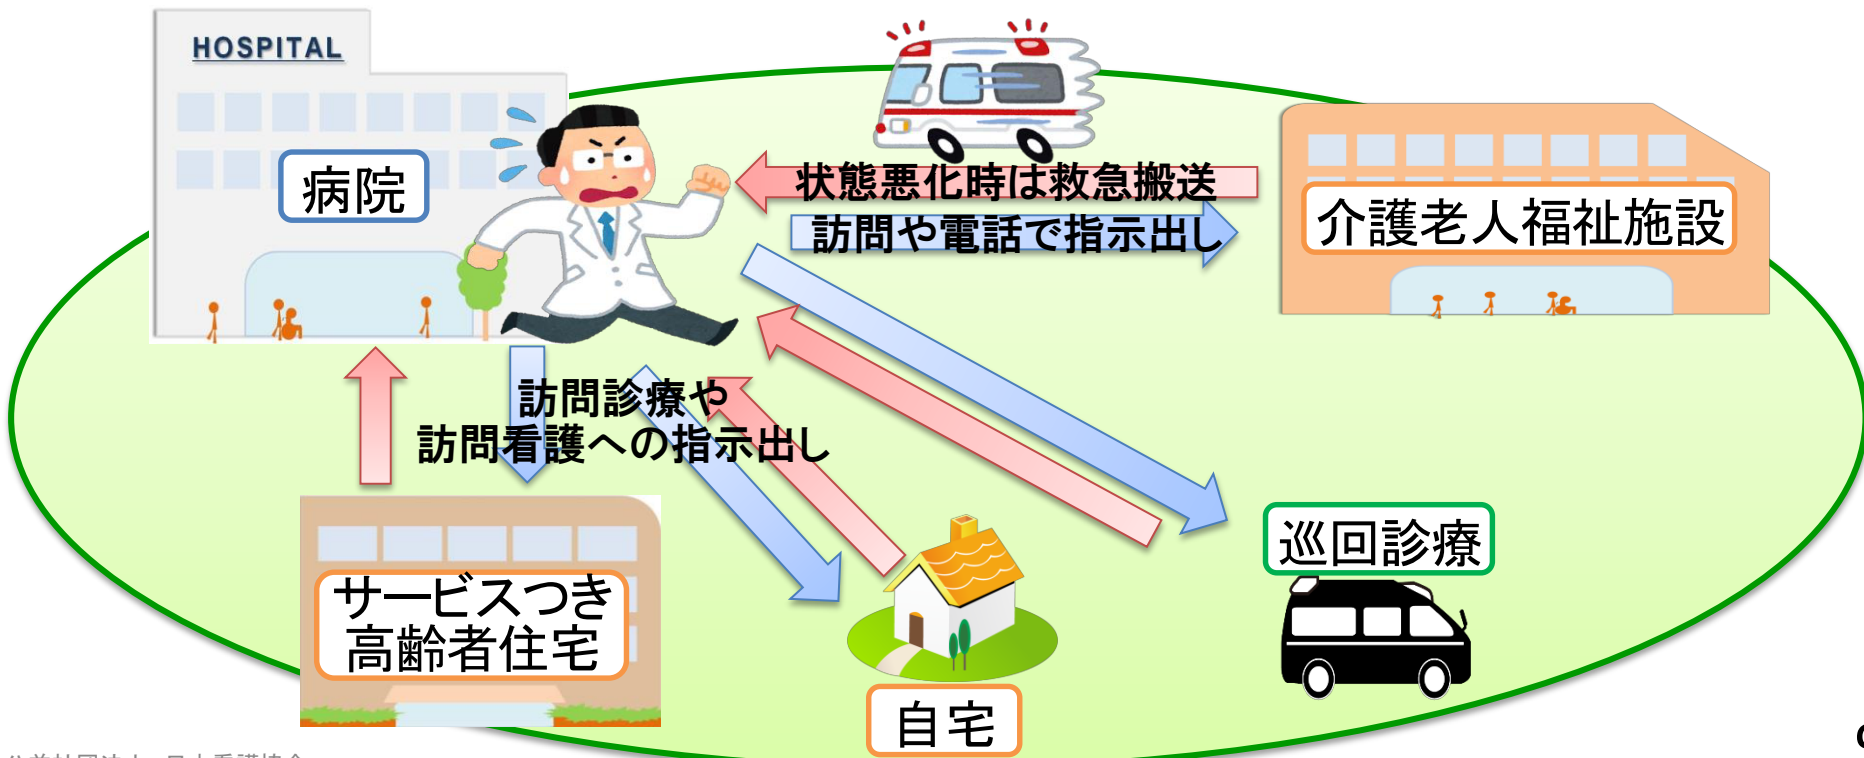 HOSPITAL
病院
状態悪化時は救急搬送
訪問や電話で指示出し
介護老人福祉施設
訪問診療や
訪問看護への指示出し
サービスつき
高齢者住宅
自宅
巡回診療